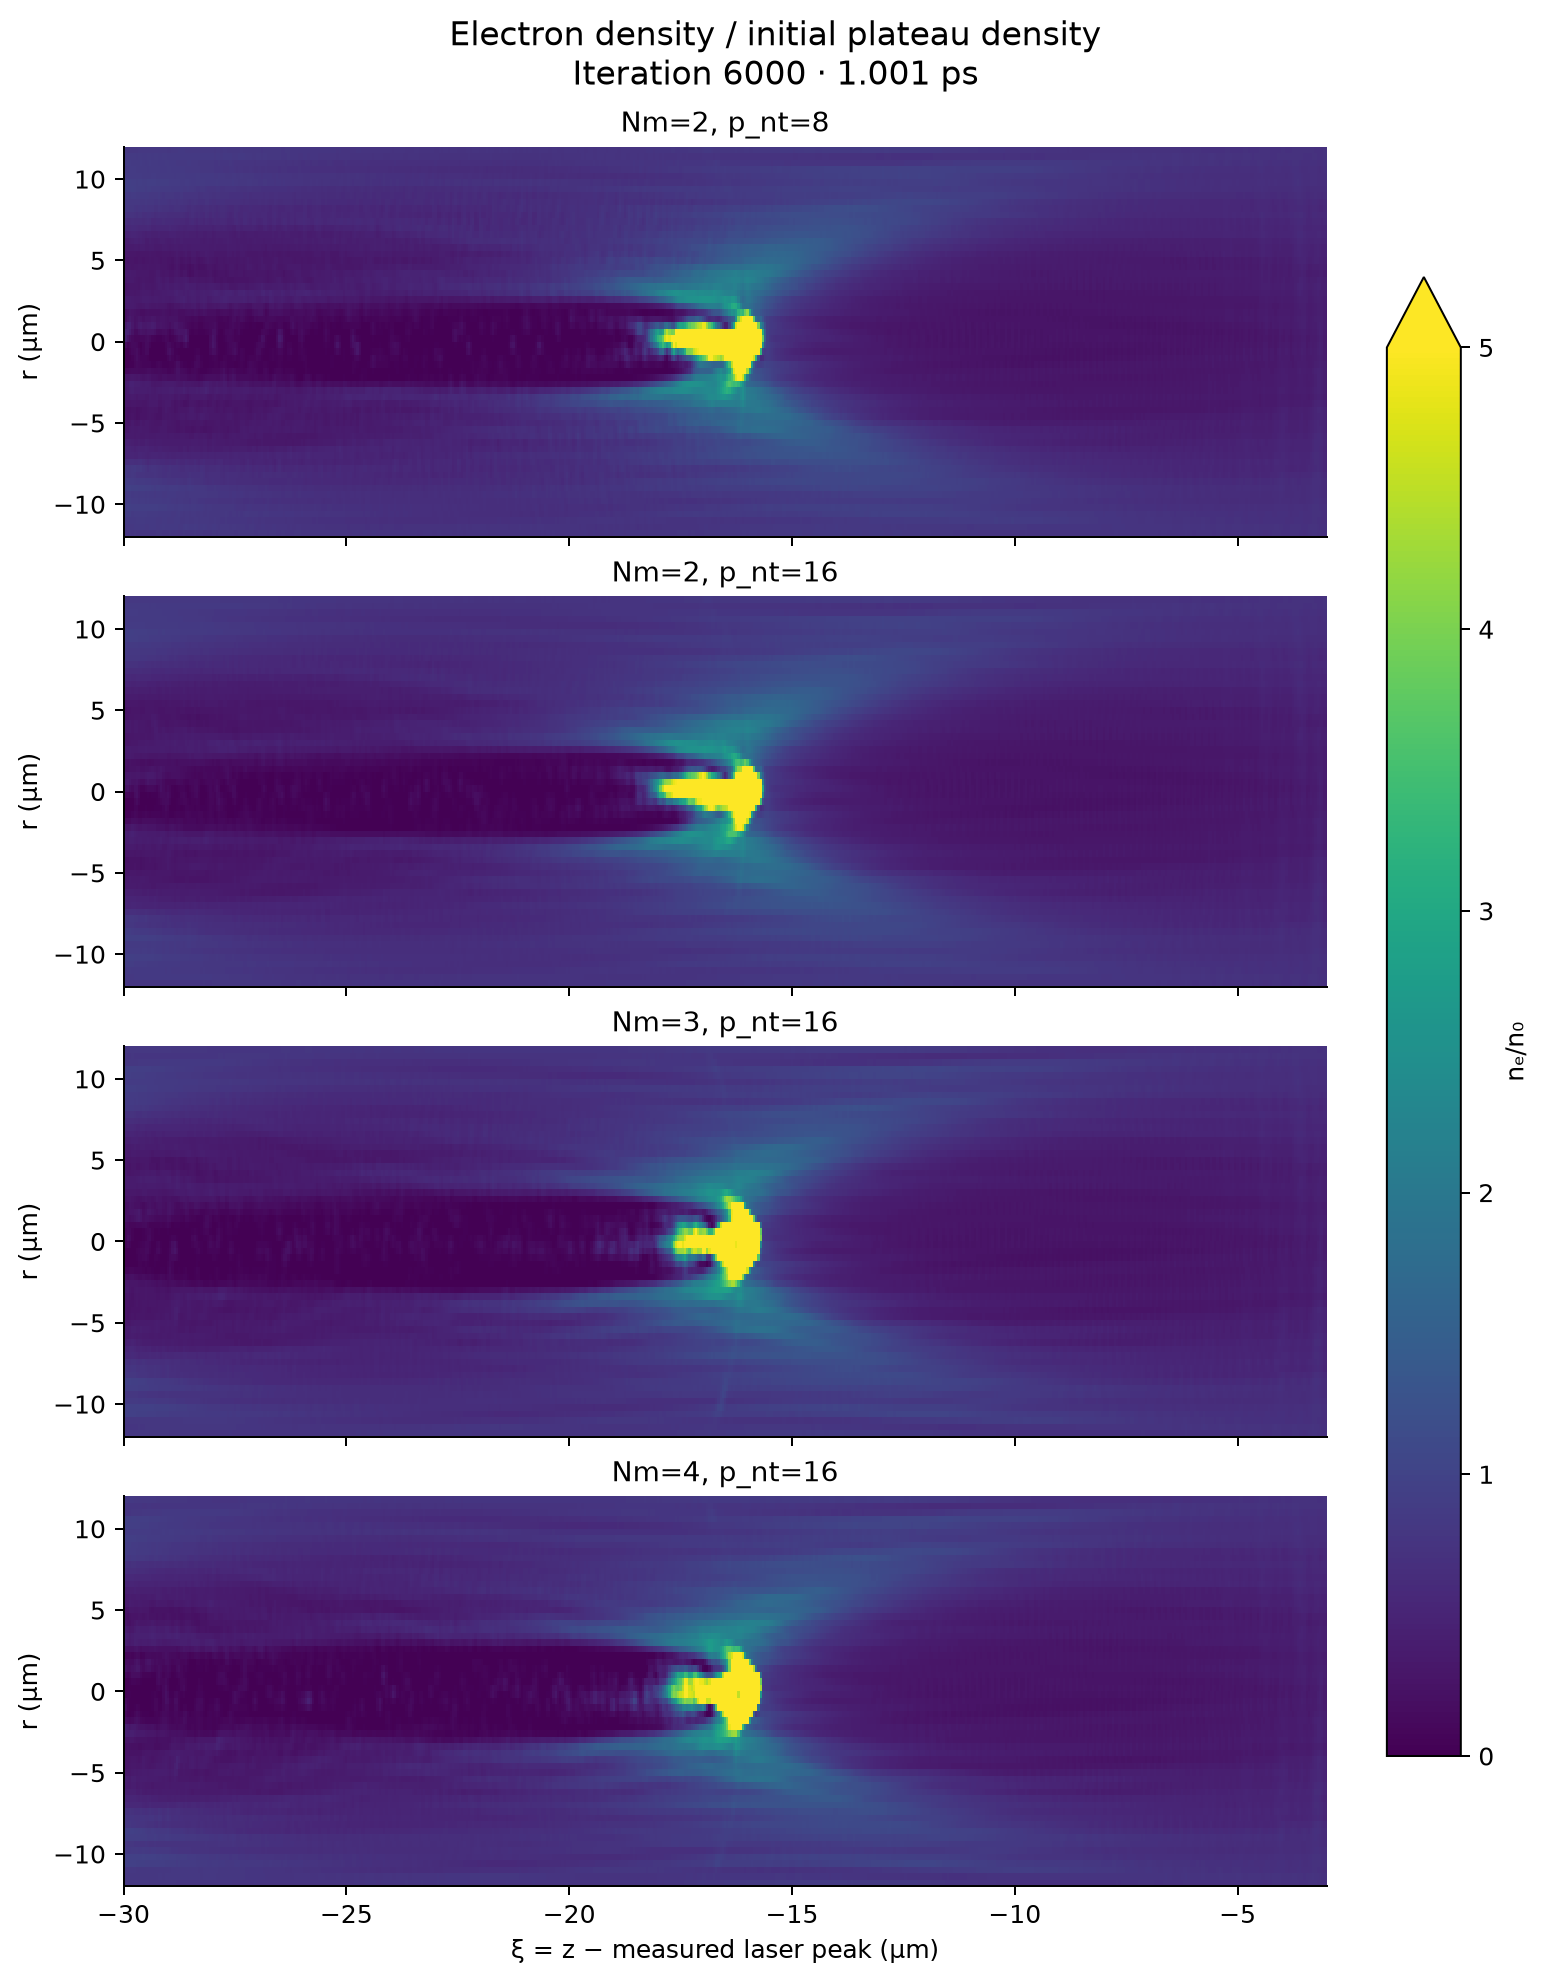 Electron density / initial plateau density
Iteration 6000 · 1.001 ps
Nm=2, p_nt=8
10
5
0
−5
−10
r (μm)
Nm=2, p_nt=16
10
5
0
−5
−10
r (μm)
Nm=3, p_nt=16
10
5
0
−5
−10
r (μm)
Nm=4, p_nt=16
10
5
0
−5
−10
r (μm)
−30 −25 −20 −15 −10 −5
ξ = z − measured laser peak (μm)
5
4
3
2
1
0
nₑ/n₀